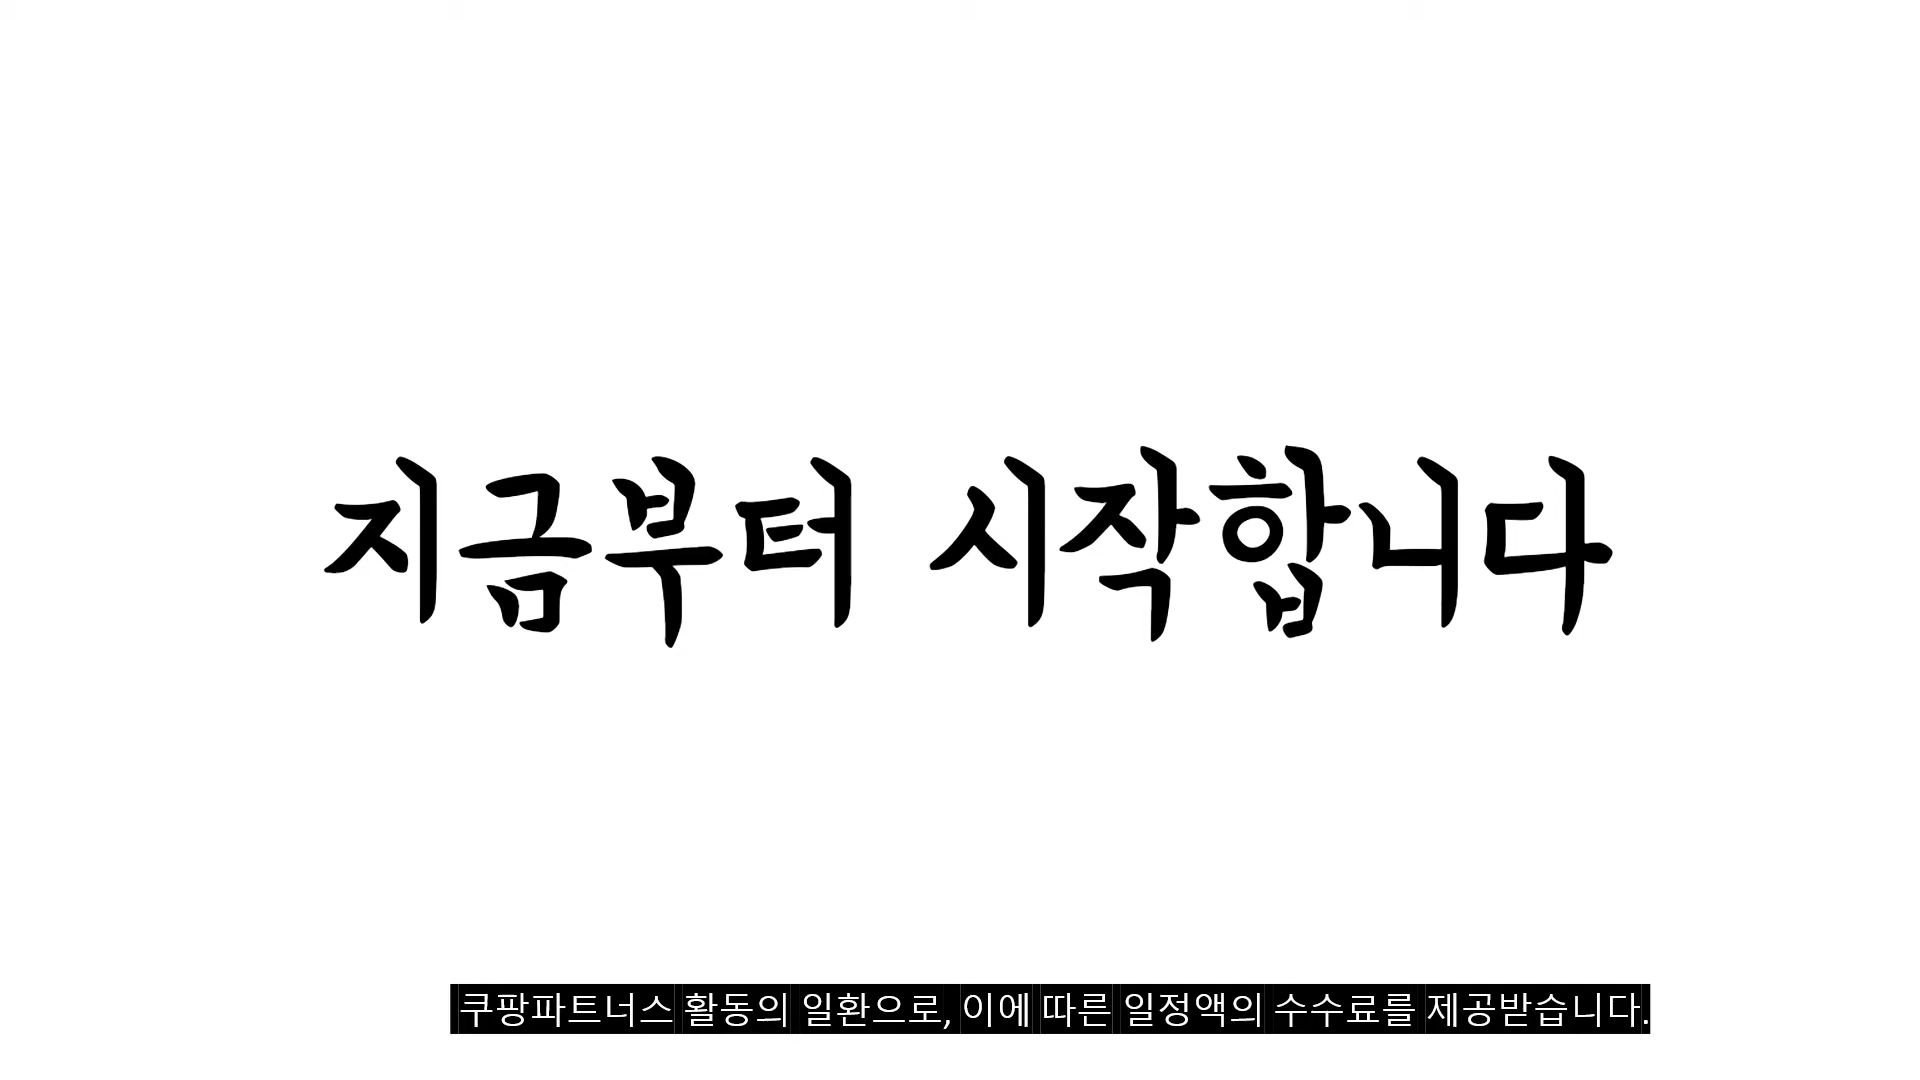 지금부터 시작합니다
쿠팡파트너스 활동의 일환으로, 이에 따른 일정액의 수수료를 제공받습니다.